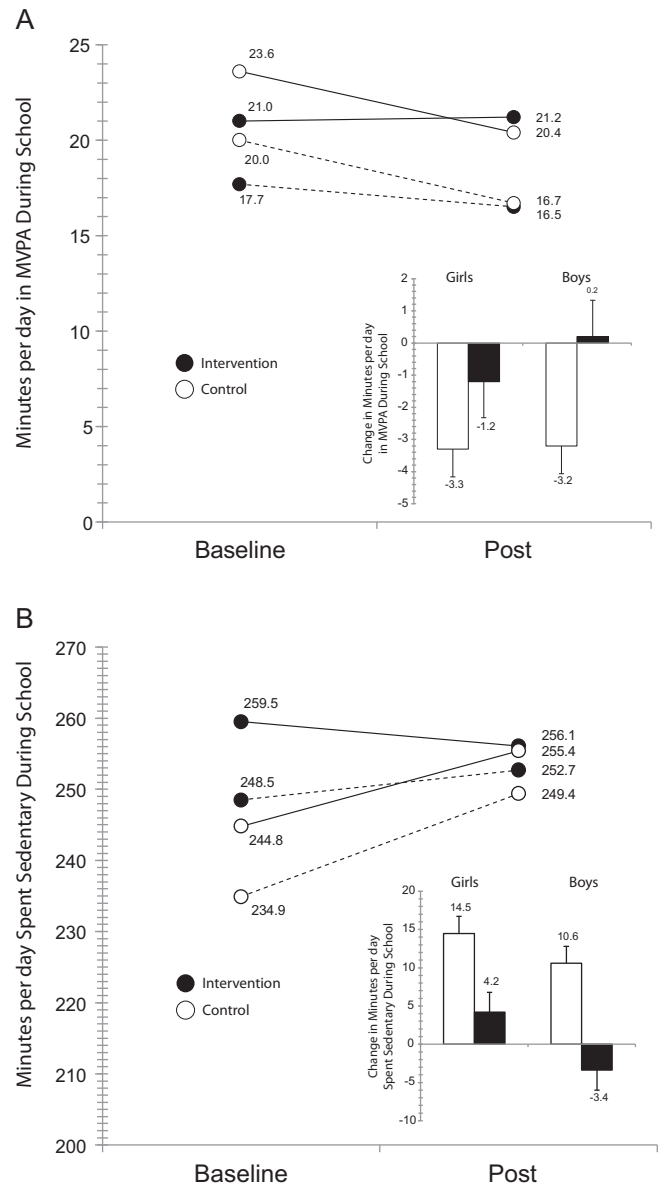 A
Minutes per day in MVPA During School
25
20
15
10
5
0
23.6
21.0
20.0
17.7
21.2
20.4
16.7
16.5
Intervention
Control
Change in Minutes per day
in MVPA During School
Girls
Boys
2
1
0
-1
-2
-3
-4
-5
0.2
-1.2
-3.3
-3.2
Baseline
Post
B
Minutes per day Spent Sedentary During School
270
260
250
240
230
220
210
200
259.5
248.5
244.8
234.9
256.1
255.4
252.7
249.4
Intervention
Control
Change in Minutes per day
Spent Sedentary During School
Girls
Boys
20
15
10
5
0
-5
-10
14.5
4.2
10.6
-3.4
Baseline
Post